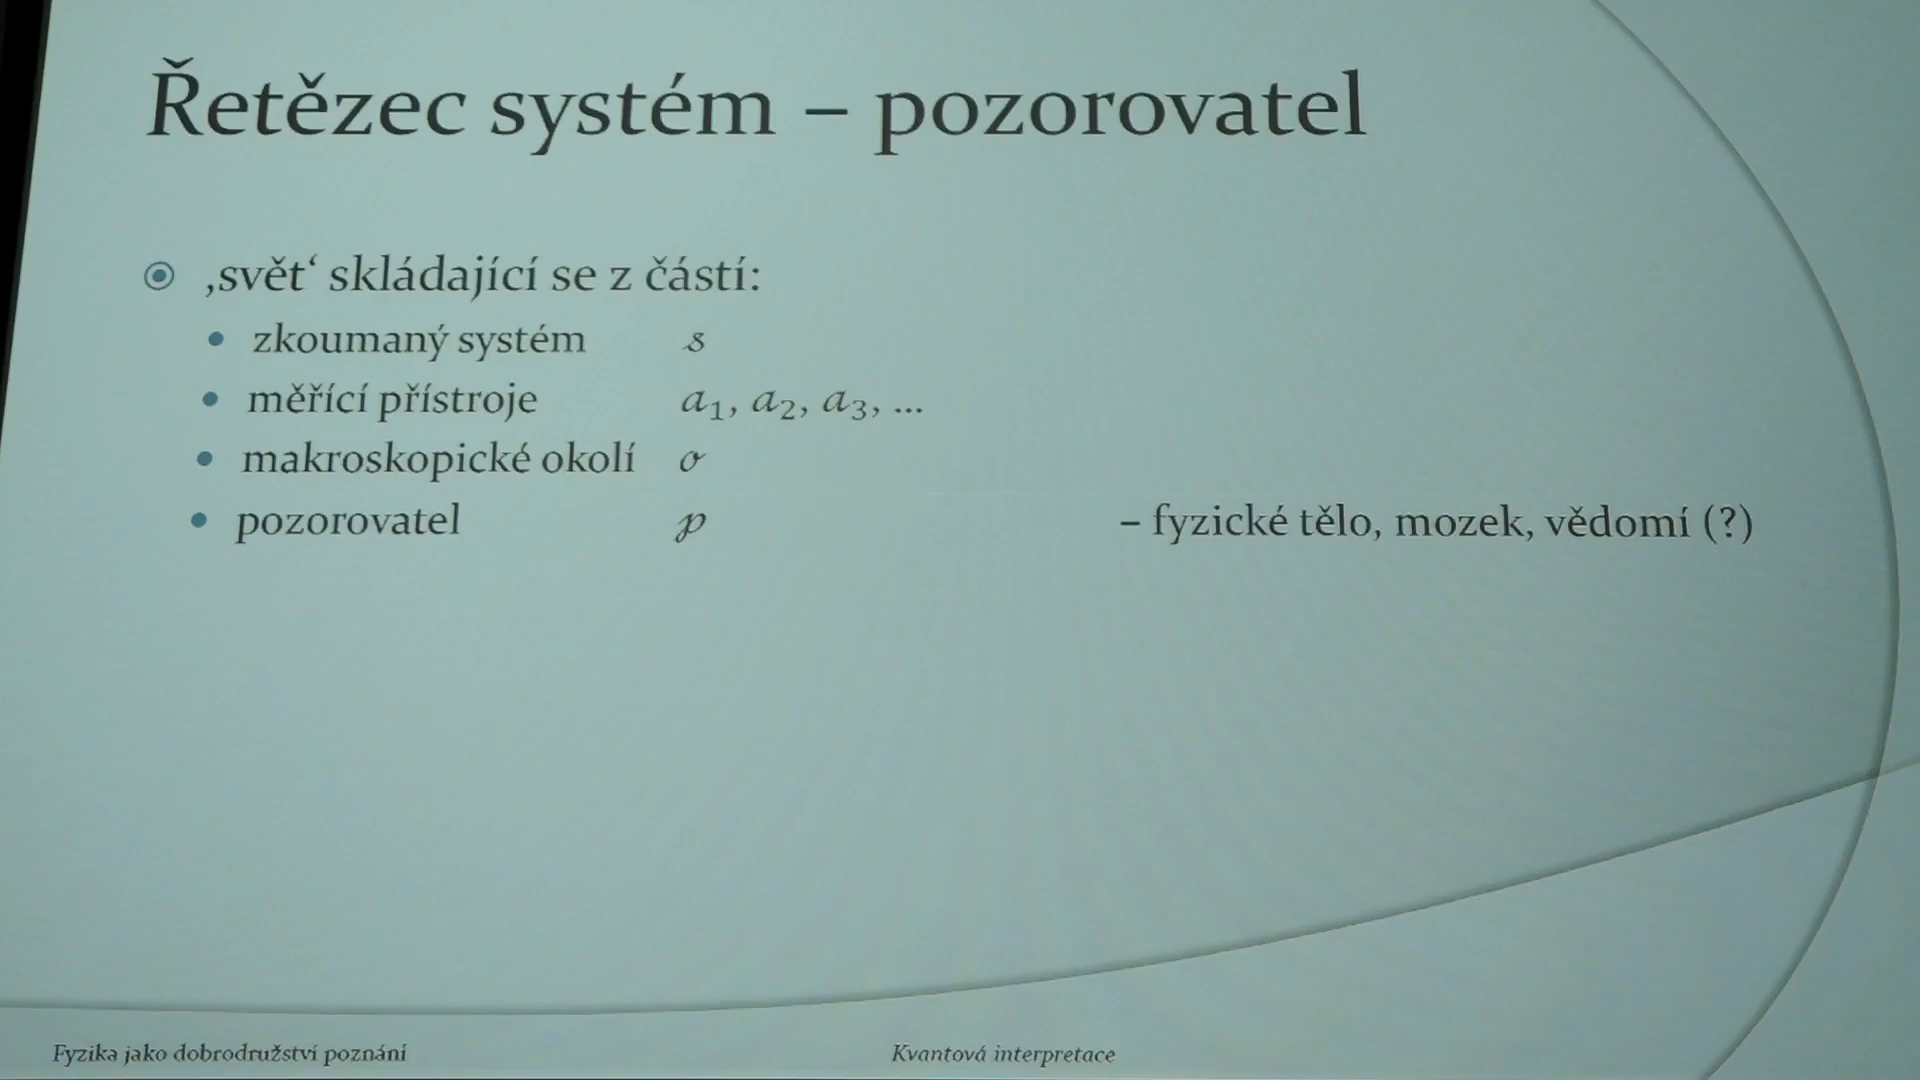 Řetězec systém – pozorovatel
‚svět‘ skládající se z částí:
zkoumaný systém s
měřící přístroje a₁, a₂, a₃, ...
makroskopické okolí o
pozorovatel p – fyzické tělo, mozek, vědomí (?)
Fyzika jako dobrodružství poznání Kvantová interpretace